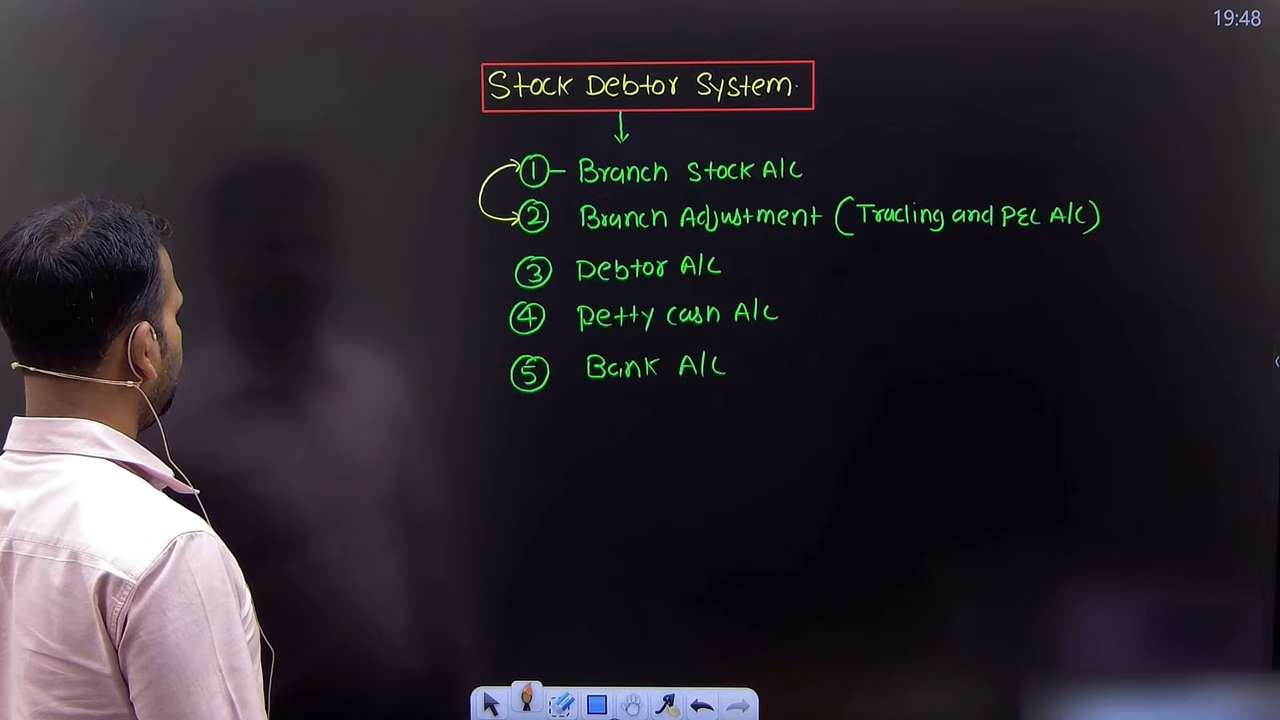 19:48
Stock Debtor System.
① - Branch Stock A/C
② Branch Adjustment (Trading and P&L A/C)
③ Debtor A/C
④ Petty cash A/C
⑤ Bank A/C